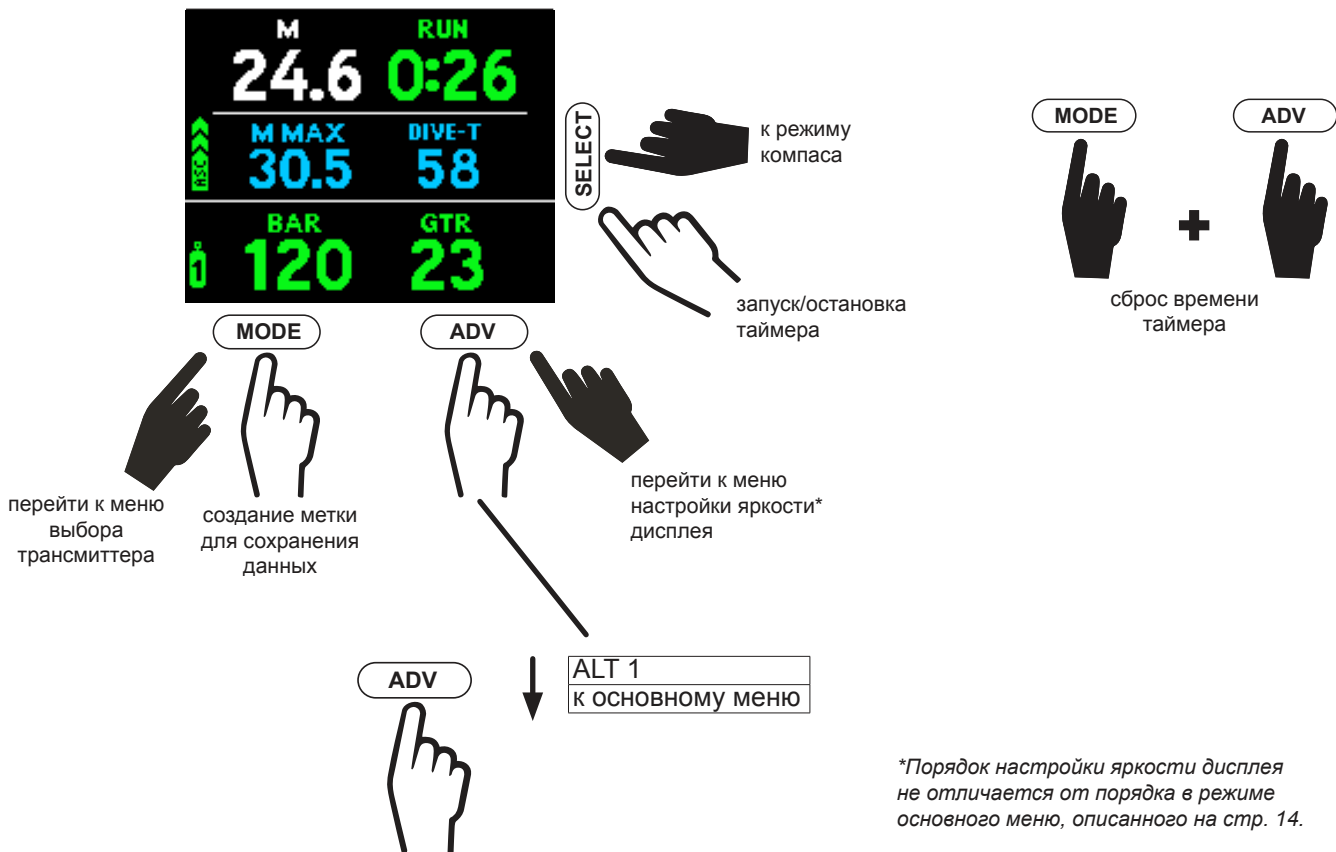 M RUN
24.6 0:26
ASC
M MAX DIVE-T
30.5 58
BAR GTR
1 120 23
SELECT
к режиму
компаса
запуск/остановка
таймера
MODE ADV
сброс времени
таймера
MODE ADV
перейти к меню
выбора
трансмиттера
создание метки
для сохранения
данных
перейти к меню
настройки яркости*
дисплея
ADV
ALT 1
к основному меню
*Порядок настройки яркости дисплея
не отличается от порядка в режиме
основного меню, описанного на стр. 14.